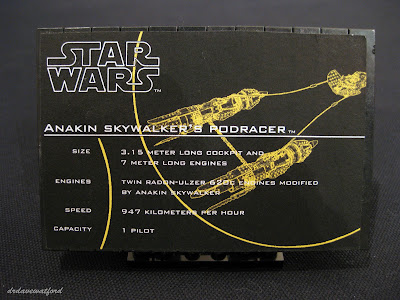 STAR
WARS™
ANAKIN SKYWALKER'S PODRACER™
SIZE 3.15 METER LONG COCKPIT AND
7 METER LONG ENGINES
ENGINES TWIN RADON-ULZER 620C ENGINES MODIFIED
BY ANAKIN SKYWALKER
SPEED 947 KILOMETERS PER HOUR
CAPACITY 1 PILOT
drdavewatford